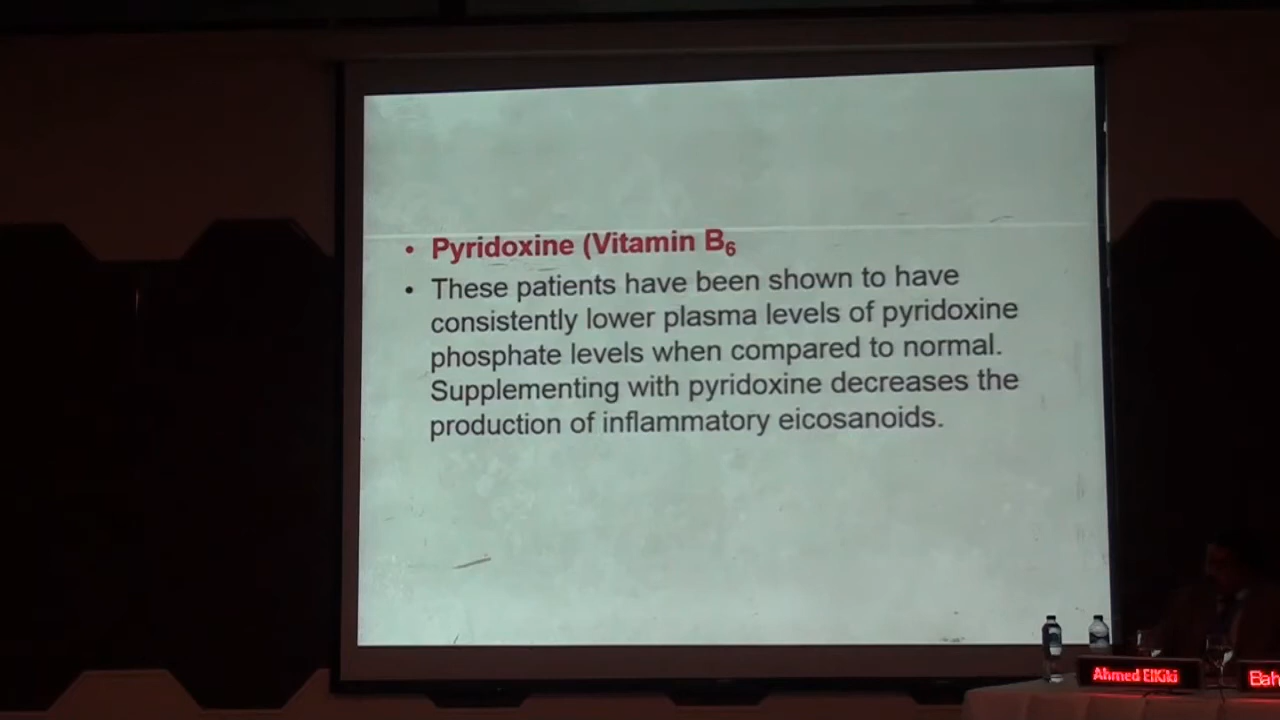 • Pyridoxine (Vitamin B₆
• These patients have been shown to have
consistently lower plasma levels of pyridoxine
phosphate levels when compared to normal.
Supplementing with pyridoxine decreases the
production of inflammatory eicosanoids.
Ahmed ElKiki
Bah